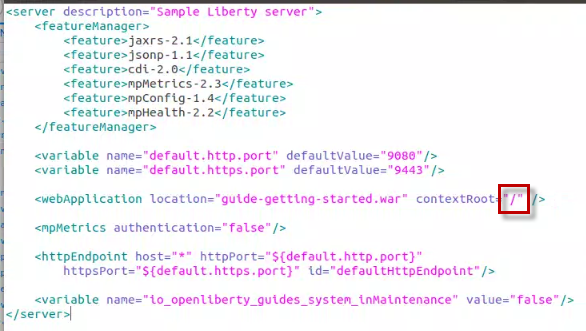 <server description="Sample Liberty server">
<featureManager>
<feature>jaxrs-2.1</feature>
<feature>jsonp-1.1</feature>
<feature>cdi-2.0</feature>
<feature>mpMetrics-2.3</feature>
<feature>mpConfig-1.4</feature>
<feature>mpHealth-2.2</feature>
</featureManager>
<variable name="default.http.port" defaultValue="9080"/>
<variable name="default.https.port" defaultValue="9443"/>
<webApplication location="guide-getting-started.war" contextRoot="/" />
<mpMetrics authentication="false"/>
<httpEndpoint host="*" httpPort="${default.http.port}"
httpsPort="${default.https.port}" id="defaultHttpEndpoint"/>
<variable name="io_openliberty_guides_system_inMaintenance" value="false"/>
</server>